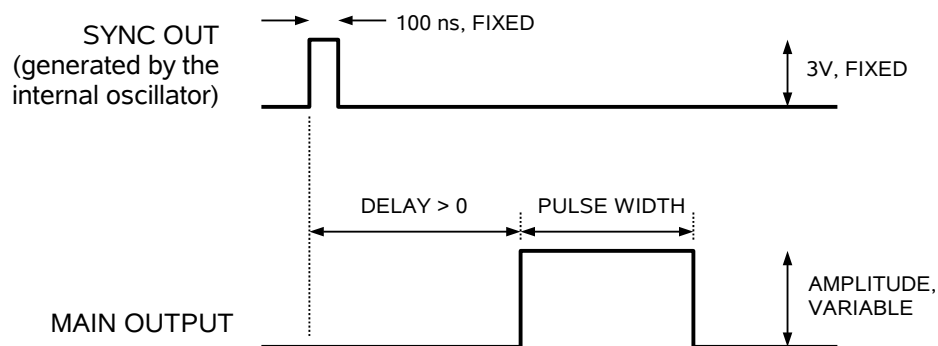 100 ns, FIXED
SYNC OUT
(generated by the
internal oscillator)
3V, FIXED
DELAY > 0
PULSE WIDTH
AMPLITUDE,
VARIABLE
MAIN OUTPUT